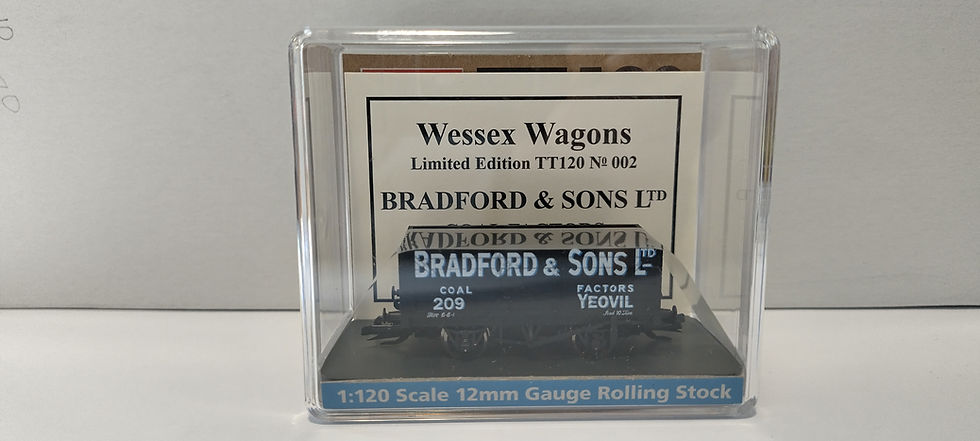 Wessex Wagons
Limited Edition TT120 № 002
BRADFORD & SONS LTD
BRADFORD & SONS LTD
COAL FACTORS
209 YEOVIL
1:120 Scale 12mm Gauge Rolling Stock